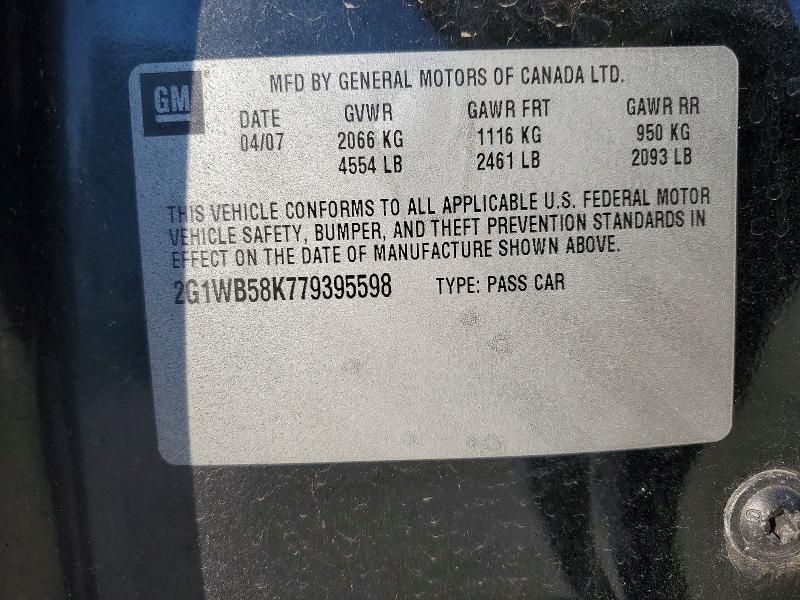 GM
MFD BY GENERAL MOTORS OF CANADA LTD.
DATE GVWR GAWR FRT GAWR RR
04/07 2066 KG 1116 KG 950 KG
4554 LB 2461 LB 2093 LB
THIS VEHICLE CONFORMS TO ALL APPLICABLE U.S. FEDERAL MOTOR
VEHICLE SAFETY, BUMPER, AND THEFT PREVENTION STANDARDS IN
EFFECT ON THE DATE OF MANUFACTURE SHOWN ABOVE.
2G1WB58K779395598 TYPE: PASS CAR